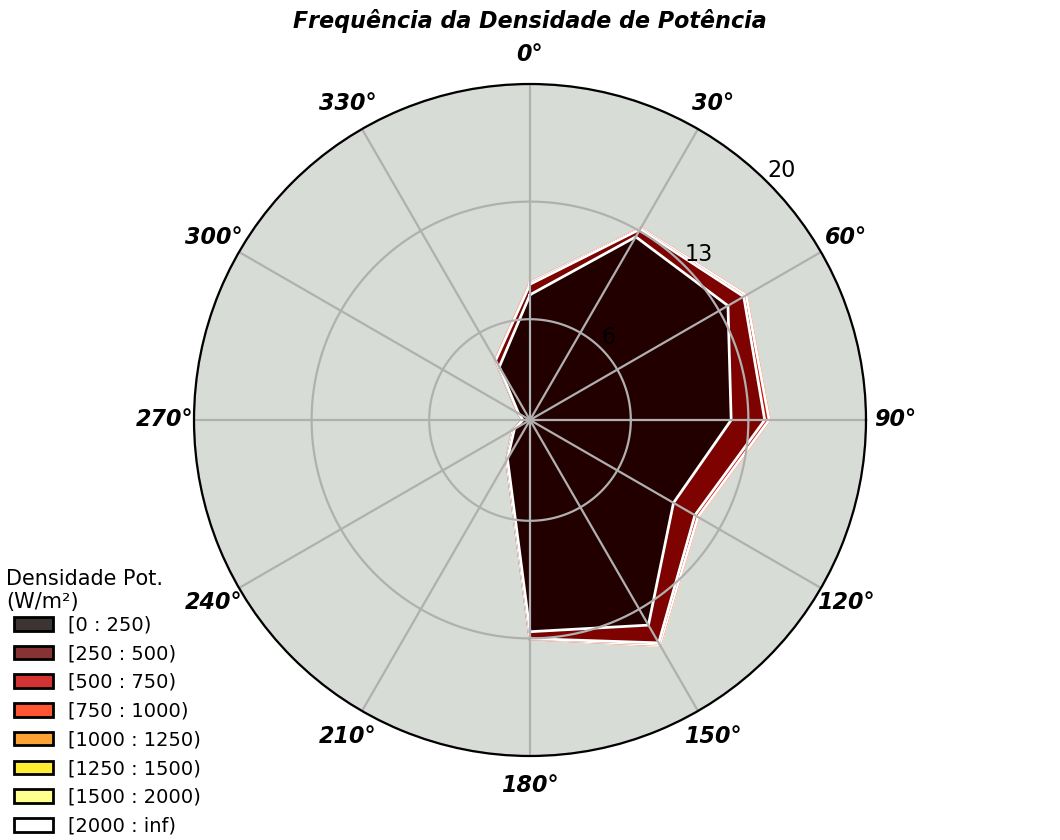 Frequência da Densidade de Potência
0°
330°
30°
20
300°
60°
13
6
270°
90°
Densidade Pot.
(W/m²)
240°
120°
[0 : 250)
[250 : 500)
[500 : 750)
[750 : 1000)
210°
150°
[1000 : 1250)
[1250 : 1500)
180°
[1500 : 2000)
[2000 : inf)